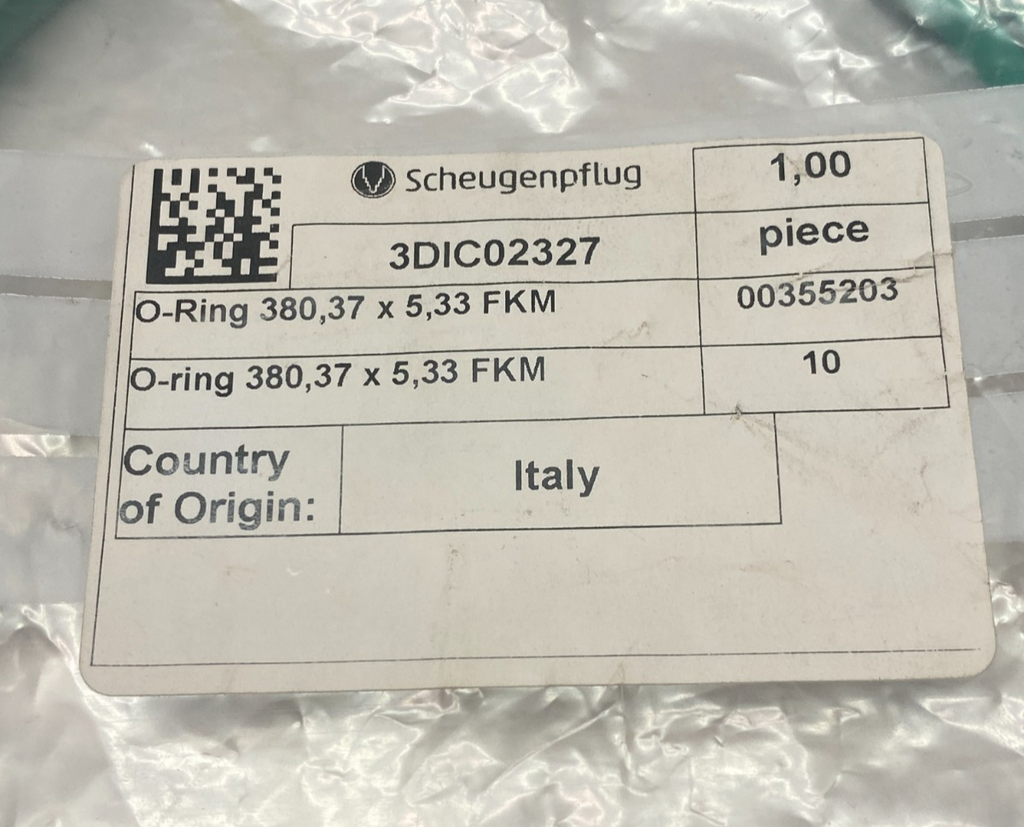 Scheugenpflug
1,00
3DIC02327
piece
O-Ring 380,37 x 5,33 FKM
00355203
O-ring 380,37 x 5,33 FKM
10
Country
of Origin:
Italy